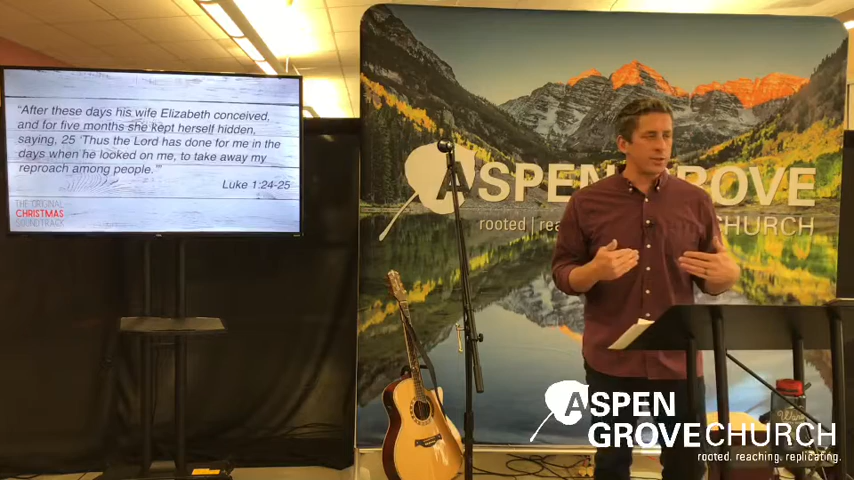 "After these days his wife Elizabeth conceived,
and for five months she kept herself hidden,
saying, 25 'Thus the Lord has done for me in the
days when he looked on me, to take away my
reproach among people.'"
Luke 1:24-25
THE ORIGINAL
CHRISTMAS
SOUNDTRACK
ASPEN GROVE
rooted
CHURCH
ASPEN
GROVECHURCH
rooted. reaching. replicating.